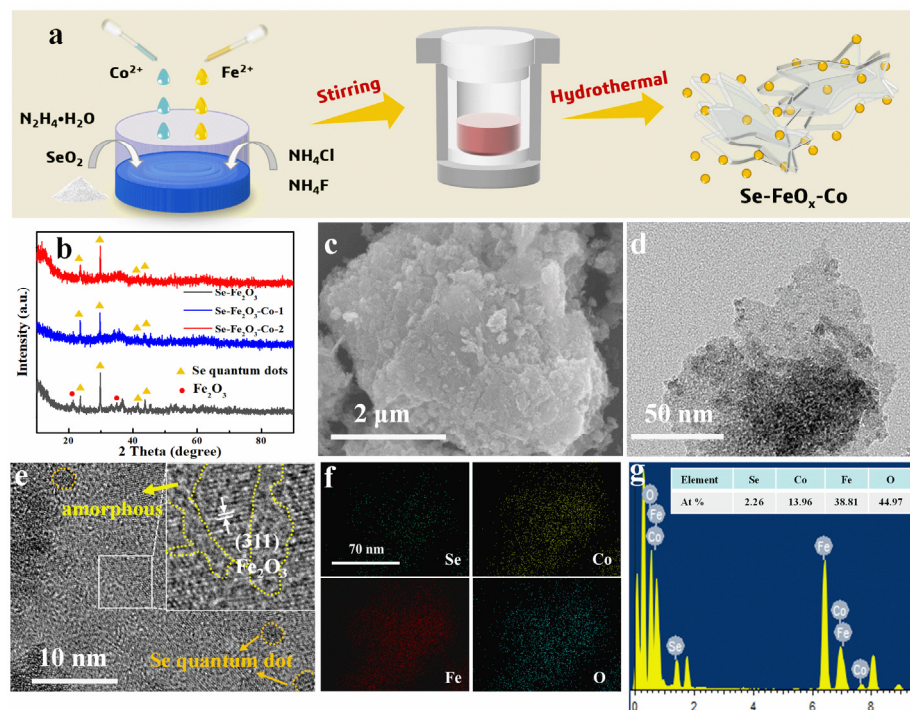 a
Co²⁺
Fe²⁺
N₂H₄•H₂O
SeO₂
NH₄Cl
NH₄F
Stirring
Hydrothermal
Se-FeOₓ-Co
b
Intensity (a.u.)
Se-Fe₂O₃
Se-Fe₂O₃-Co-1
Se-Fe₂O₃-Co-2
Se quantum dots
Fe₂O₃
20 40 60 80
2 Theta (degree)
c
2 μm
d
50 nm
e
amorphous
(311)
Fe₂O₃
10 nm
Se quantum dot
f
70 nm
Se
Co
Fe
O
g
Element Se Co Fe O
At % 2.26 13.96 38.81 44.97
O
Fe
Co
Se
Fe
Co
Fe
Co
0 2 4 6 8